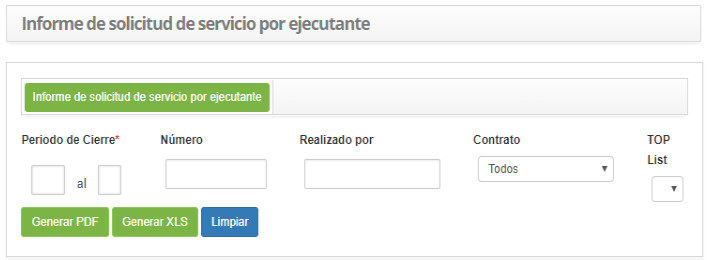 Informe de solicitud de servicio por ejecutante
Informe de solicitud de servicio por ejecutante
Periodo de Cierre* Número Realizado por Contrato TOP List
al Todos
Generar PDF Generar XLS Limpiar